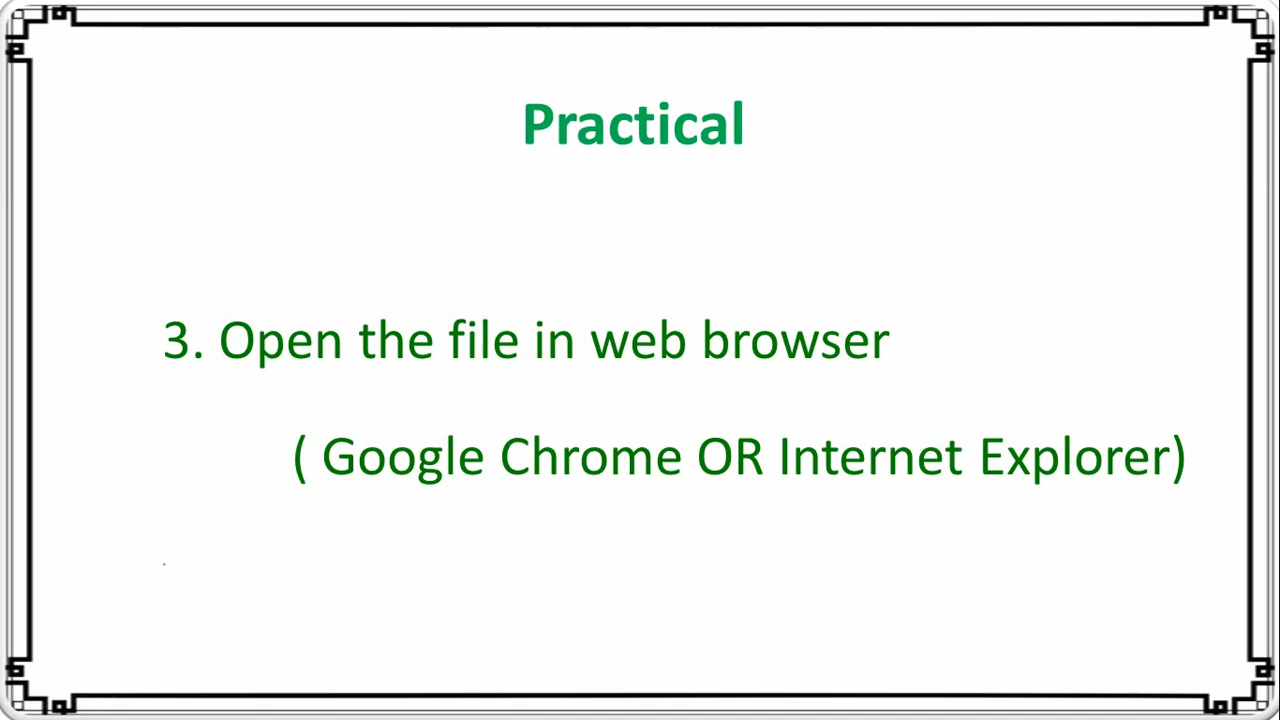 Practical
3. Open the file in web browser
( Google Chrome OR Internet Explorer)